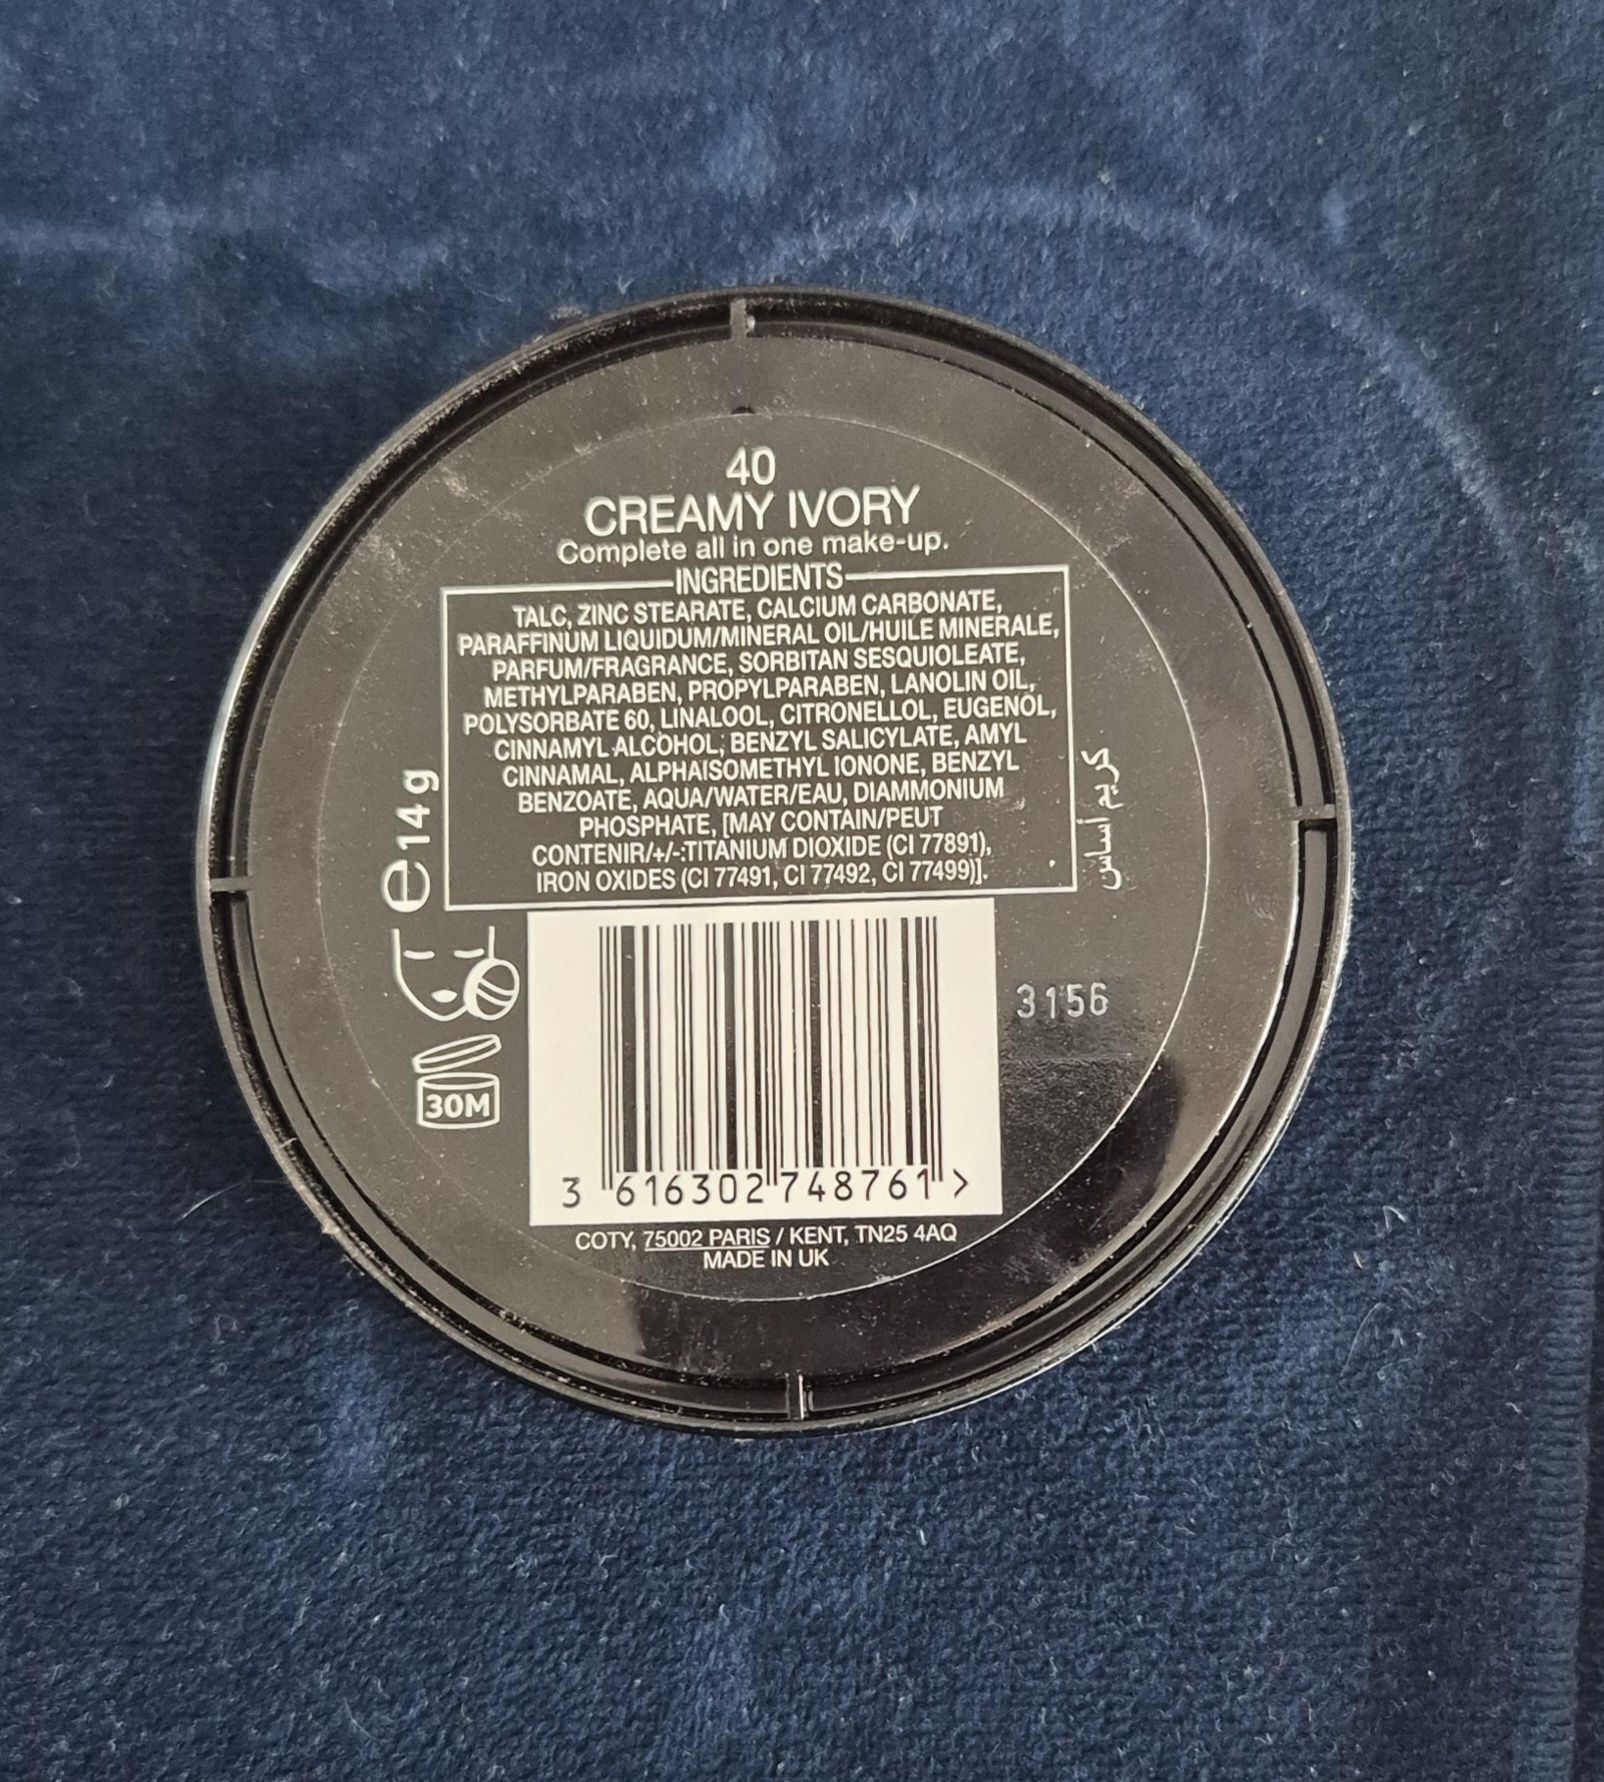 40
CREAMY IVORY
Complete all in one make-up.
INGREDIENTS
TALC, ZINC STEARATE, CALCIUM CARBONATE,
PARAFFINUM LIQUIDUM/MINERAL OIL/HUILE MINERALE,
PARFUM/FRAGRANCE, SORBITAN SESQUIOLEATE,
METHYLPARABEN, PROPYLPARABEN, LANOLIN OIL,
POLYSORBATE 60, LINALOOL, CITRONELLOL, EUGENOL,
CINNAMYL ALCOHOL, BENZYL SALICYLATE, AMYL
CINNAMAL, ALPHAISOMETHYL IONONE, BENZYL
BENZOATE, AQUA/WATER/EAU, DIAMMONIUM
PHOSPHATE, [MAY CONTAIN/PEUT
CONTENIR/+/-:TITANIUM DIOXIDE (CI 77891),
IRON OXIDES (CI 77491, CI 77492, CI 77499)].
e14g
كريم أساس
30M
3156
3 616302 748761 >
COTY, 75002 PARIS / KENT, TN25 4AQ
MADE IN UK